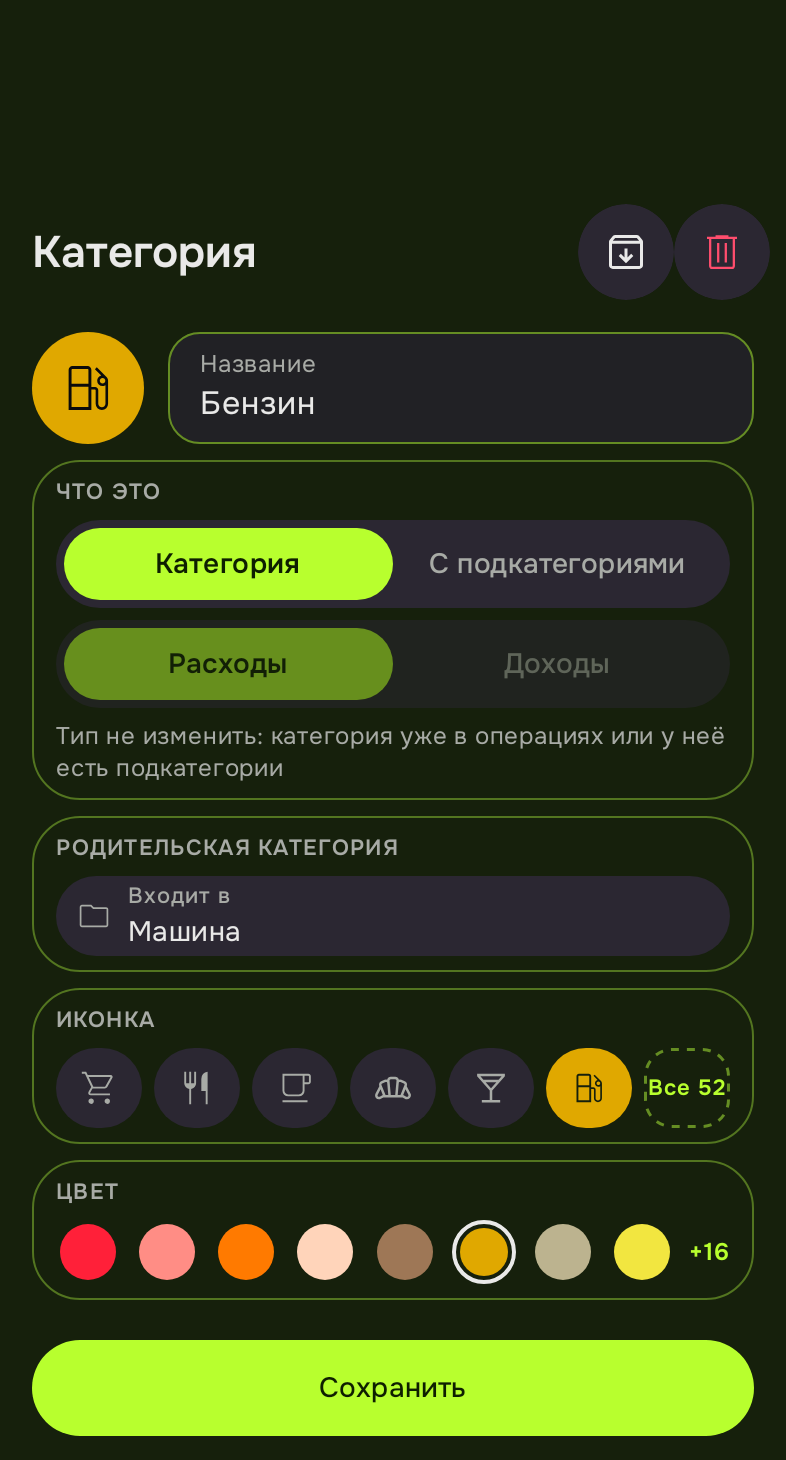 Категория
Название
Бензин
ЧТО ЭТО
Категория
С подкатегориями
Расходы
Доходы
Тип не изменить: категория уже в операциях или у неё
есть подкатегории
РОДИТЕЛЬСКАЯ КАТЕГОРИЯ
Входит в
Машина
ИКОНКА
Все 52
ЦВЕТ
+16
Сохранить